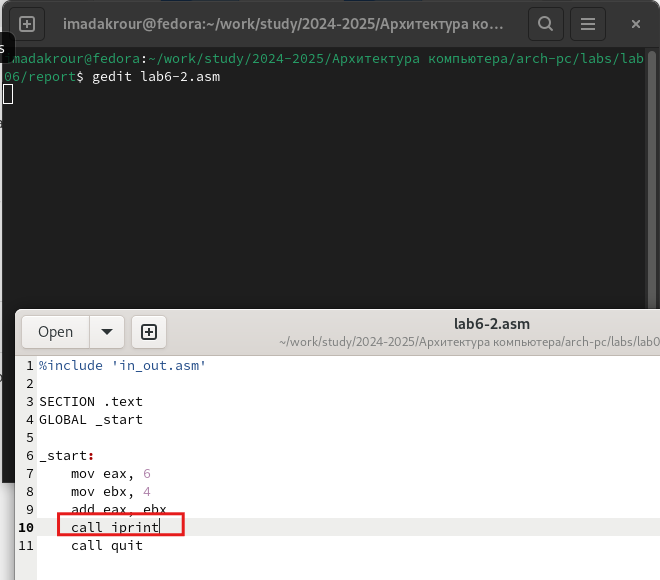 imadakrour@fedora:~/work/study/2024-2025/Архитектура ко...
imadakrour@fedora:~/work/study/2024-2025/Архитектура компьютера/arch-pc/labs/lab
06/report$ gedit lab6-2.asm
Open
lab6-2.asm
~/work/study/2024-2025/Архитектура компьютера/arch-pc/labs/lab0
1 %include 'in_out.asm'
2
3 SECTION .text
4 GLOBAL _start
5
6 _start:
7 mov eax, 6
8 mov ebx, 4
9 add eax, ebx
10 call iprint
11 call quit